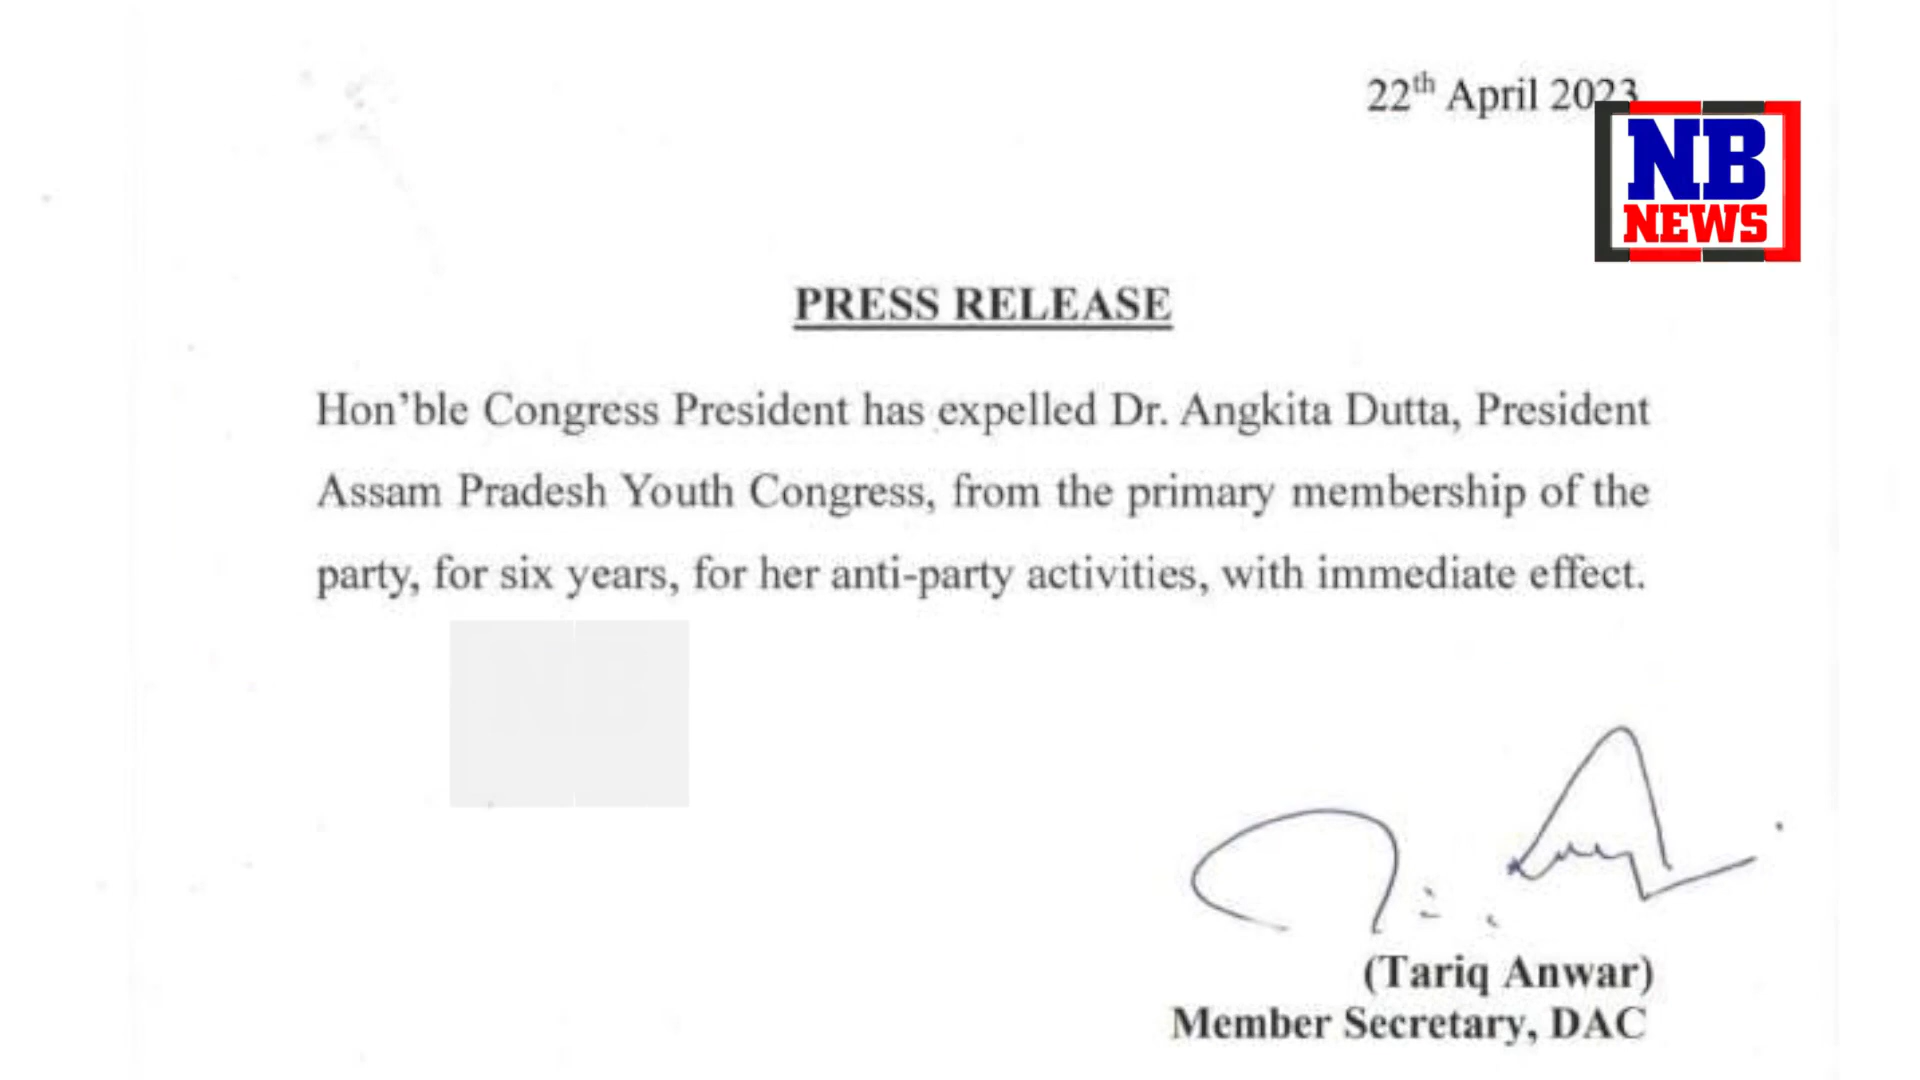 22th April 2023
NB
NEWS
PRESS RELEASE
Hon'ble Congress President has expelled Dr. Angkita Dutta, President
Assam Pradesh Youth Congress, from the primary membership of the
party, for six years, for her anti-party activities, with immediate effect.
NB
(Tariq Anwar)
Member Secretary, DAC